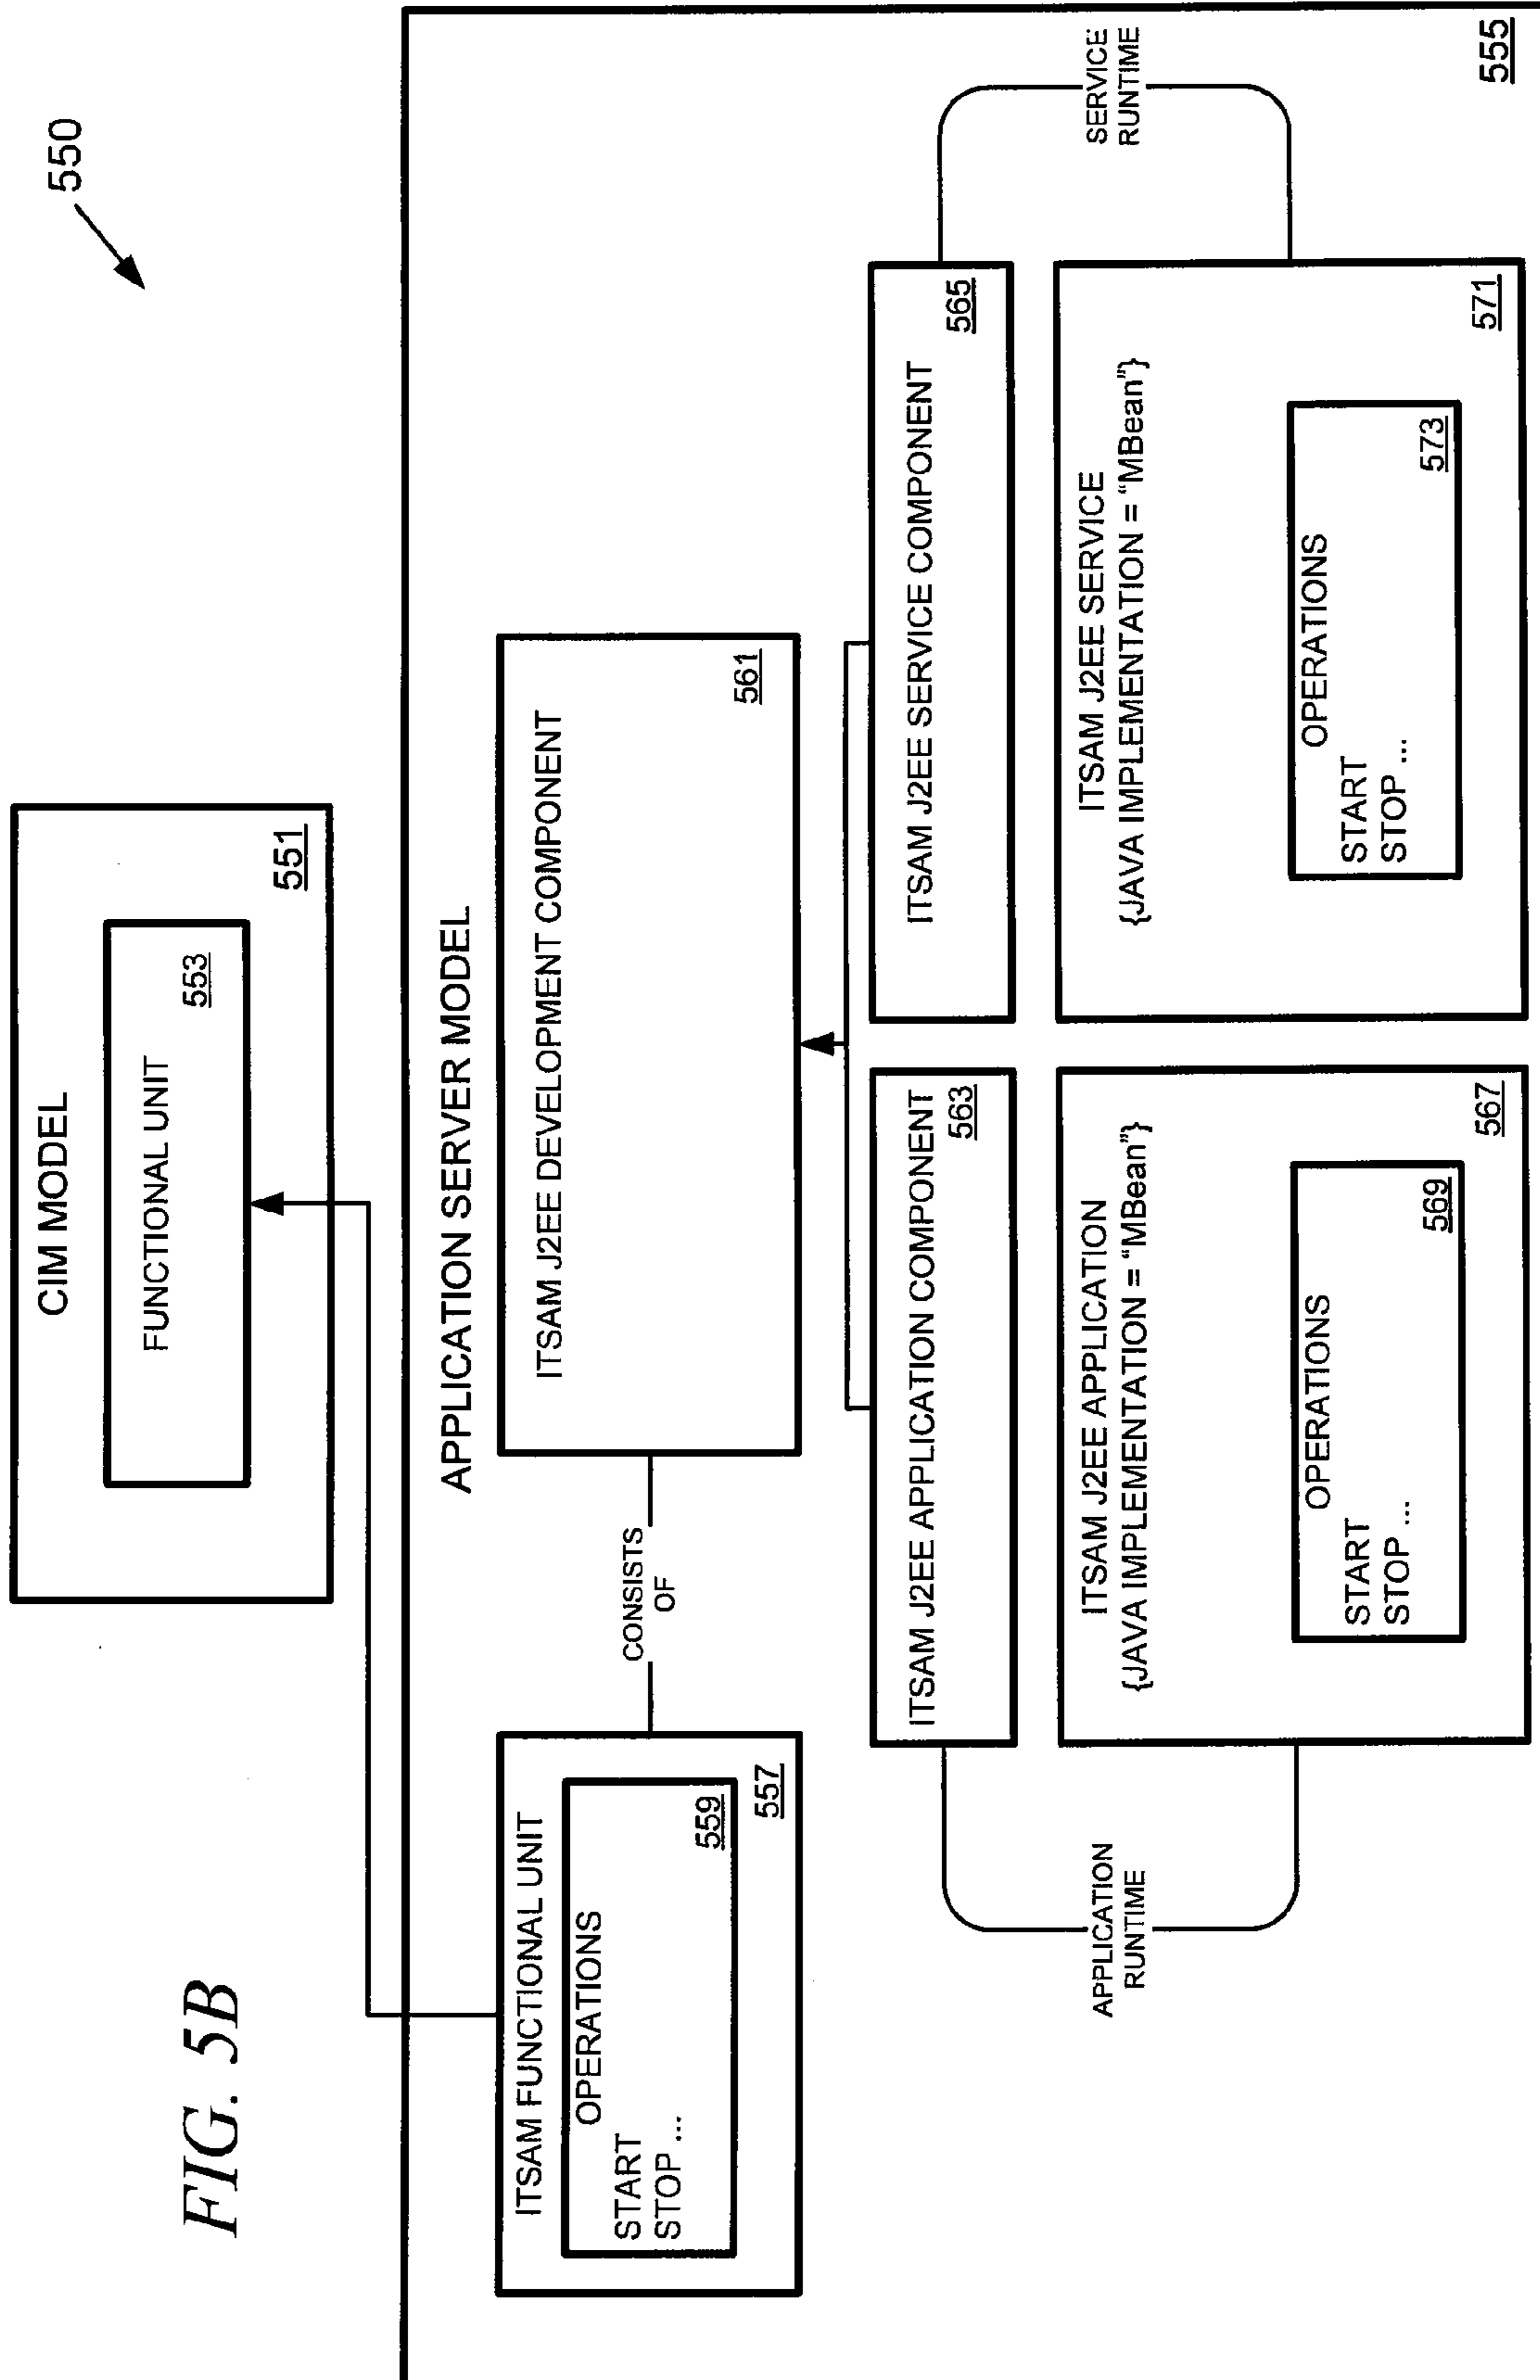 FIG. 5B
550
CIM MODEL
FUNCTIONAL UNIT
553
551
APPLICATION SERVER MODEL
ITSAM FUNCTIONAL UNIT
OPERATIONS
START
STOP ...
559
557
CONSISTS
OF
ITSAM J2EE DEVELOPMENT COMPONENT
561
ITSAM J2EE APPLICATION COMPONENT
563
ITSAM J2EE SERVICE COMPONENT
565
APPLICATION
RUNTIME
ITSAM J2EE APPLICATION
{JAVA IMPLEMENTATION = “MBean”}
OPERATIONS
START
STOP ...
569
567
ITSAM J2EE SERVICE
{JAVA IMPLEMENTATION = “MBean”}
OPERATIONS
START
STOP ...
573
571
SERVICE
RUNTIME
555